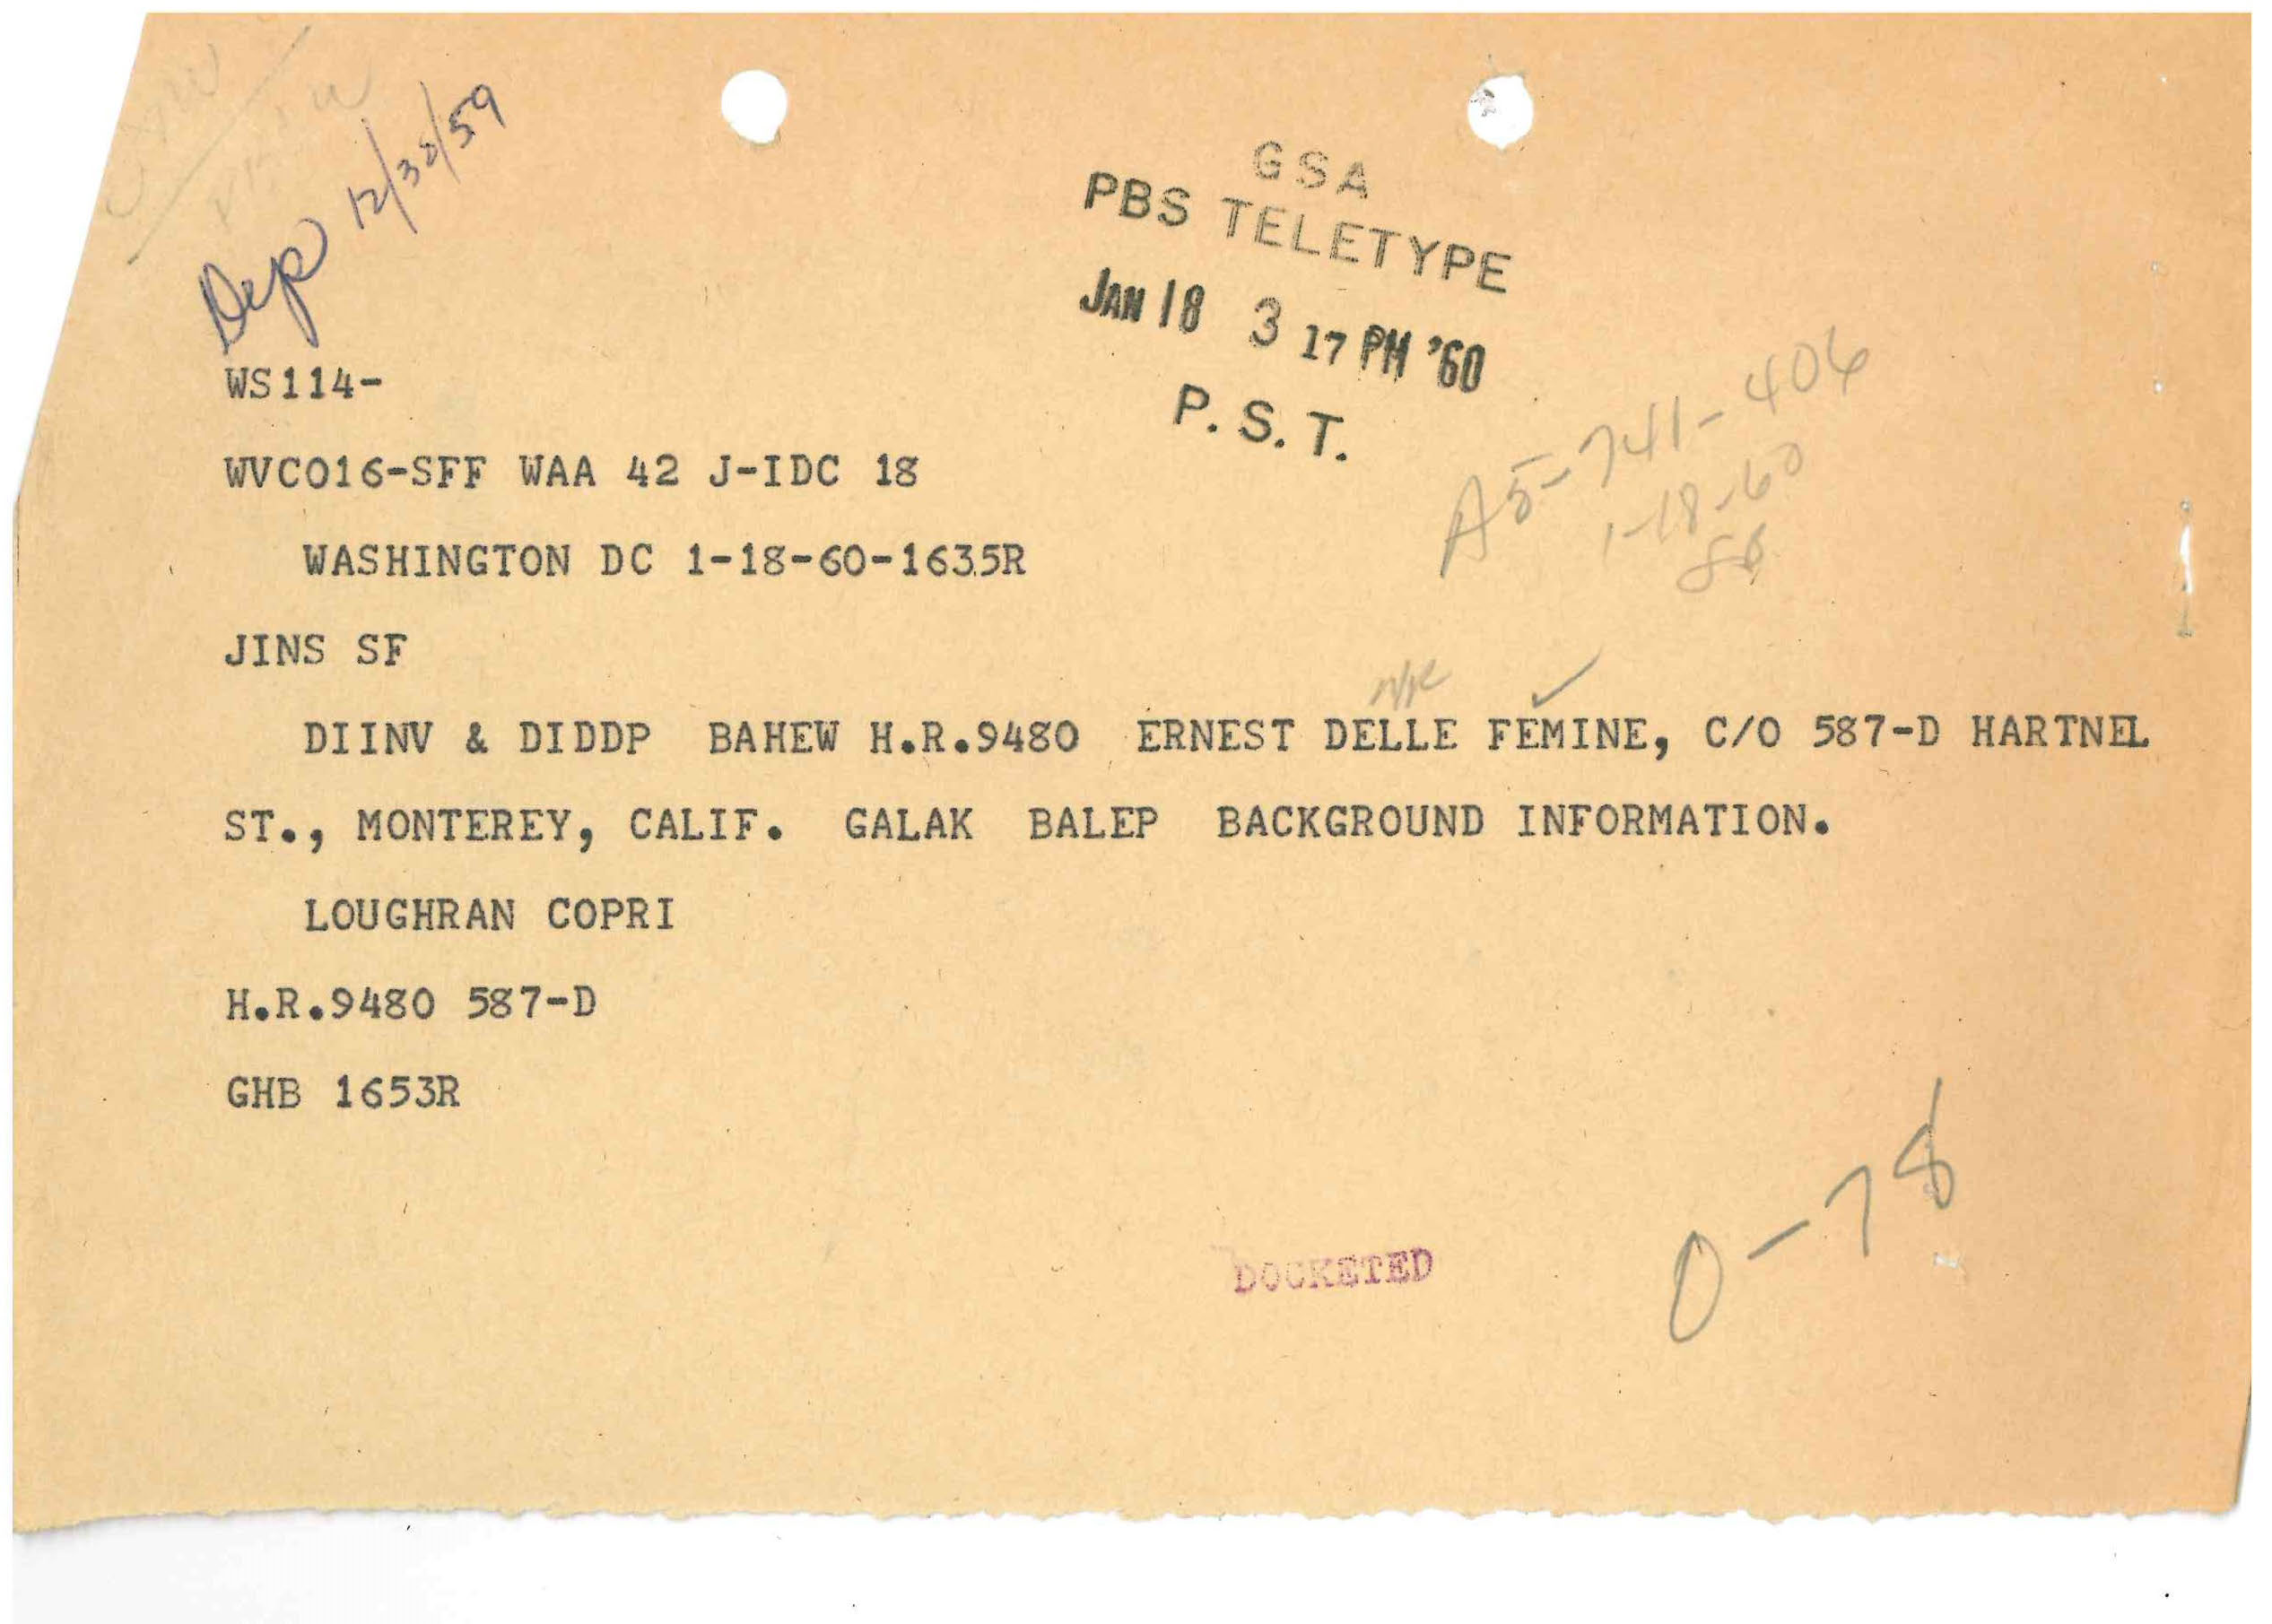 Dep 12/30/59
GSA
PBS TELETYPE
JAN 18 3 17 PM '60
P. S. T.
A5-741-406
1-18-60
WS114-
WVC016-SFF WAA 42 J-IDC 18
WASHINGTON DC 1-18-60-1635R
JINS SF
N/R
DIINV & DIDDP BAHEW H.R.9480 ERNEST DELLE FEMINE, C/O 587-D HARTNEL
ST., MONTEREY, CALIF. GALAK BALEP BACKGROUND INFORMATION.
LOUGHRAN COPRI
H.R.9480 587-D
GHB 1653R
DOCKETED
0-78